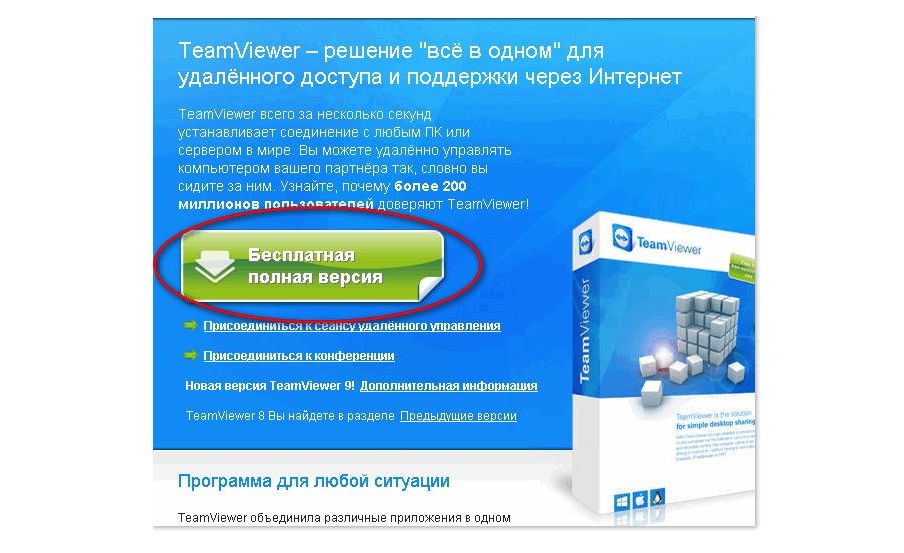 TeamViewer – решение "всё в одном" для
удалённого доступа и поддержки через Интернет
TeamViewer всего за несколько секунд
устанавливает соединение с любым ПК или
сервером в мире. Вы можете удалённо управлять
компьютером вашего партнёра так, словно вы
сидите за ним. Узнайте, почему более 200
миллионов пользователей доверяют TeamViewer!
Бесплатная
полная версия
Присоединиться к сеансу удалённого управления
Присоединиться к конференции
Новая версия TeamViewer 9! Дополнительная информация
TeamViewer 8 Вы найдете в разделе Предыдущие версии
TeamViewer
TeamViewer
TeamViewer is the solution
for simple desktop sharing
Программа для любой ситуации
TeamViewer объединила различные приложения в одном